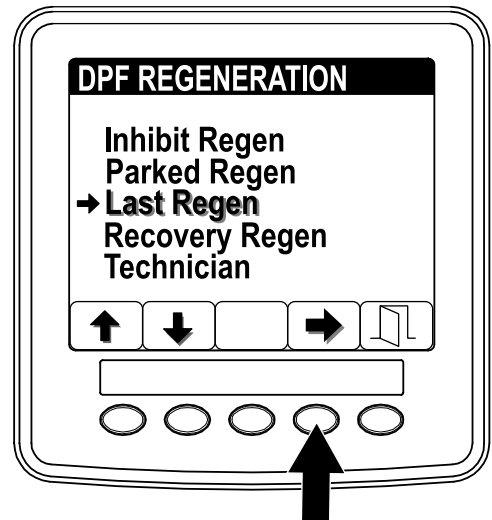 DPF REGENERATION
Inhibit Regen
Parked Regen
Last Regen
Recovery Regen
Technician